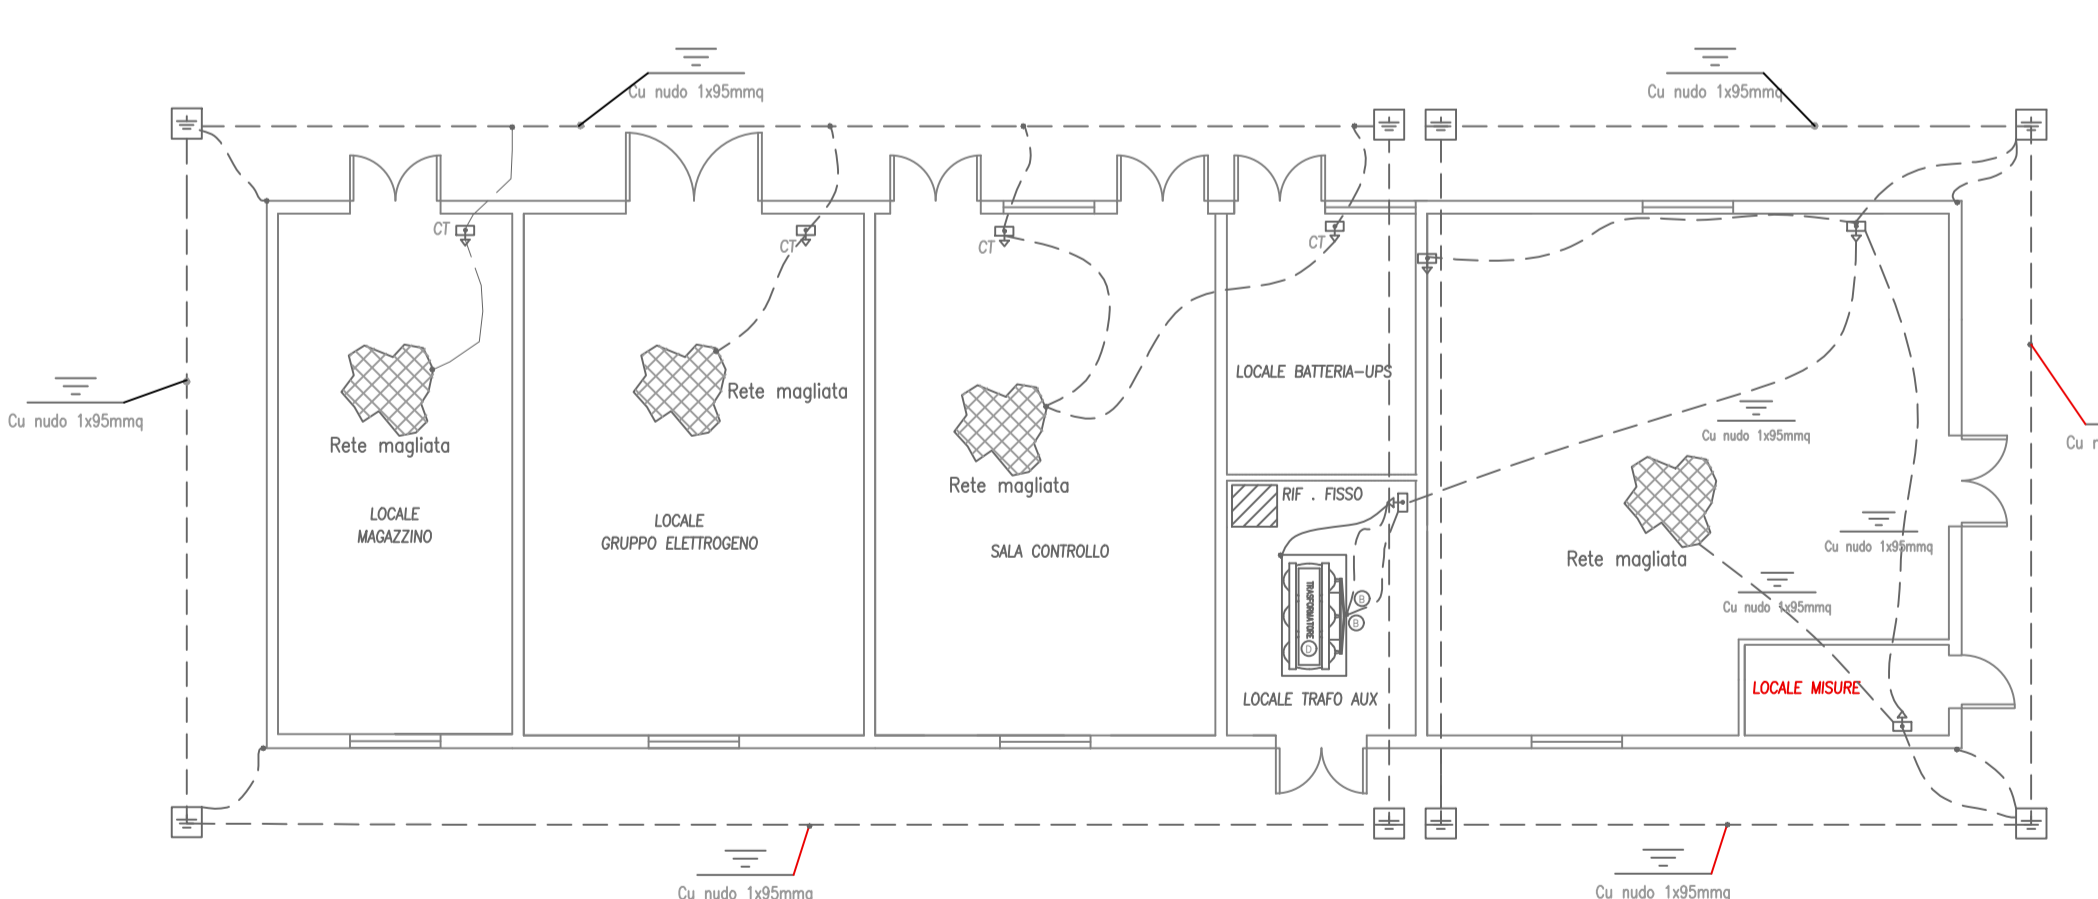 Cu nudo 1x95mmq
Cu nudo 1x95mmq
CT
CT
CT
CT
LOCALE BATTERIA-UPS
Rete magliata
Cu nudo 1x95mmq
Cu nudo 1x95mmq
Cu
Rete magliata
Rete magliata
RIF . FISSO
LOCALE
MAGAZZINO
LOCALE
GRUPPO ELETTROGENO
SALA CONTROLLO
Cu nudo 1x95mmq
Rete magliata
TRASFORMATORE
D
B
B
Cu nudo 1x95mmq
LOCALE TRAFO AUX
LOCALE MISURE
Cu nudo 1x95mmq
Cu nudo 1x95mmq